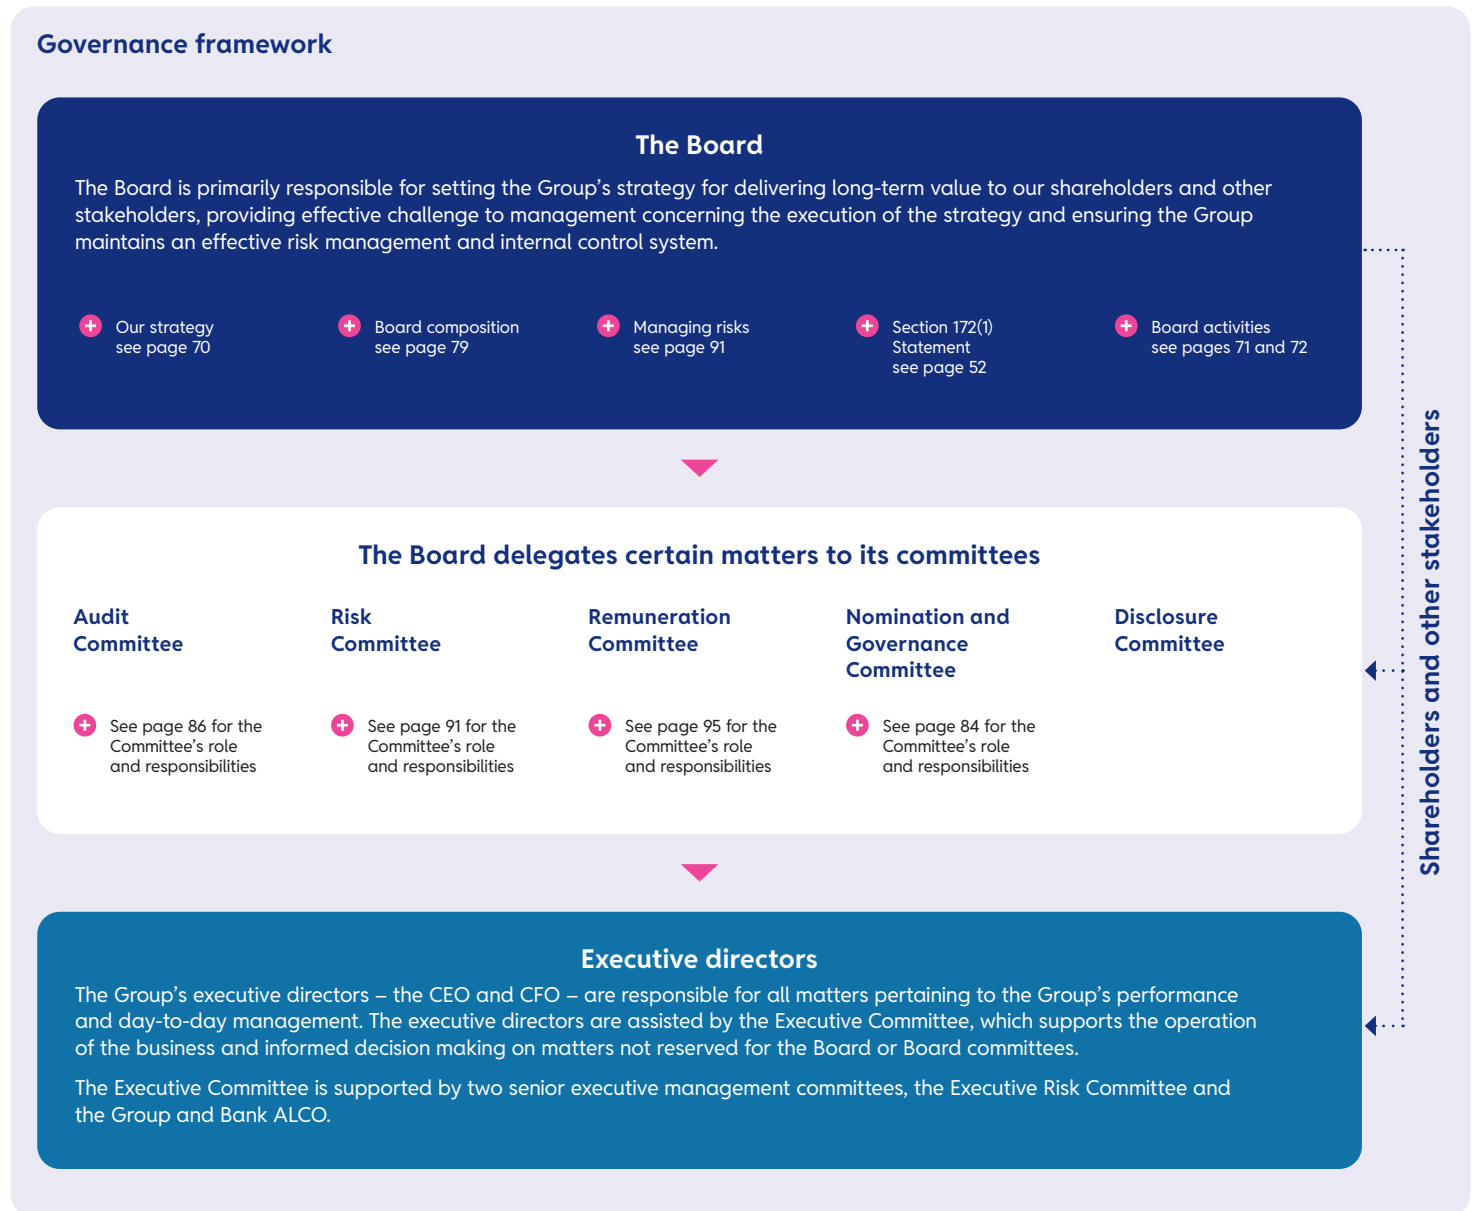 Governance framework
The Board
The Board is primarily responsible for setting the Group’s strategy for delivering long-term value to our shareholders and other
stakeholders, providing effective challenge to management concerning the execution of the strategy and ensuring the Group
maintains an effective risk management and internal control system.
Our strategy
see page 70
Board composition
see page 79
Managing risks
see page 91
Section 172(1)
Statement
see page 52
Board activities
see pages 71 and 72
The Board delegates certain matters to its committees
Audit
Committee
See page 86 for the
Committee’s role
and responsibilities
Risk
Committee
See page 91 for the
Committee’s role
and responsibilities
Remuneration
Committee
See page 95 for the
Committee’s role
and responsibilities
Nomination and
Governance
Committee
See page 84 for the
Committee’s role
and responsibilities
Disclosure
Committee
Executive directors
The Group’s executive directors – the CEO and CFO – are responsible for all matters pertaining to the Group’s performance
and day-to-day management. The executive directors are assisted by the Executive Committee, which supports the operation
of the business and informed decision making on matters not reserved for the Board or Board committees.
The Executive Committee is supported by two senior executive management committees, the Executive Risk Committee and
the Group and Bank ALCO.
Shareholders and other stakeholders